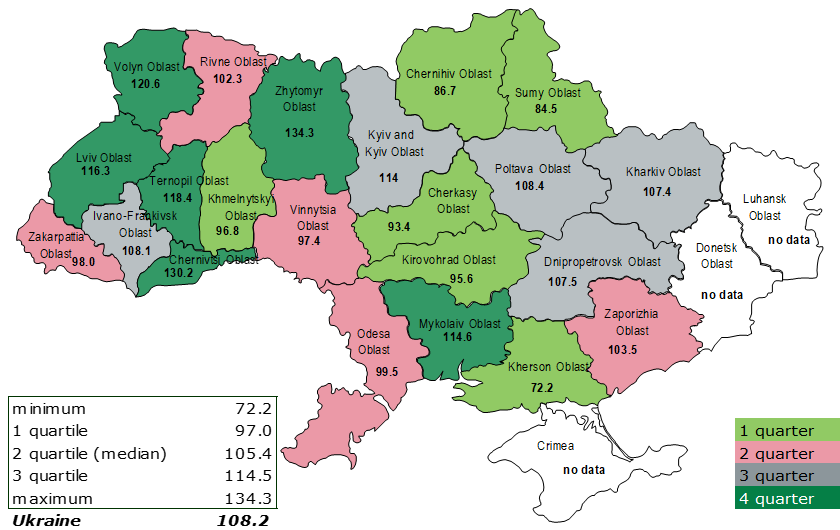 Volyn Oblast
120.6
Rivne Oblast
102.3
Zhytomyr
Oblast
134.3
Chernihiv Oblast
86.7
Sumy Oblast
84.5
Kyiv and
Kyiv Oblast
114
Lviv Oblast
116.3
Ternopil Oblast
118.4
Khmelnytskyi
Oblast
96.8
Ivano-Frankivsk
Oblast
108.1
Zakarpattia
Oblast
98.0
Chernivtsi Oblast
130.2
Vinnytsia
Oblast
97.4
Cherkasy
Oblast
93.4
Poltava Oblast
108.4
Kharkiv Oblast
107.4
Luhansk
Oblast
no data
Donetsk
Oblast
no data
Kirovohrad Oblast
95.6
Dnipropetrovsk Oblast
107.5
Zaporizhia
Oblast
103.5
Mykolaiv Oblast
114.6
Odesa
Oblast
99.5
Kherson Oblast
72.2
Crimea
no data
minimum 72.2
1 quartile 97.0
2 quartile (median) 105.4
3 quartile 114.5
maximum 134.3
Ukraine 108.2
1 quarter
2 quarter
3 quarter
4 quarter